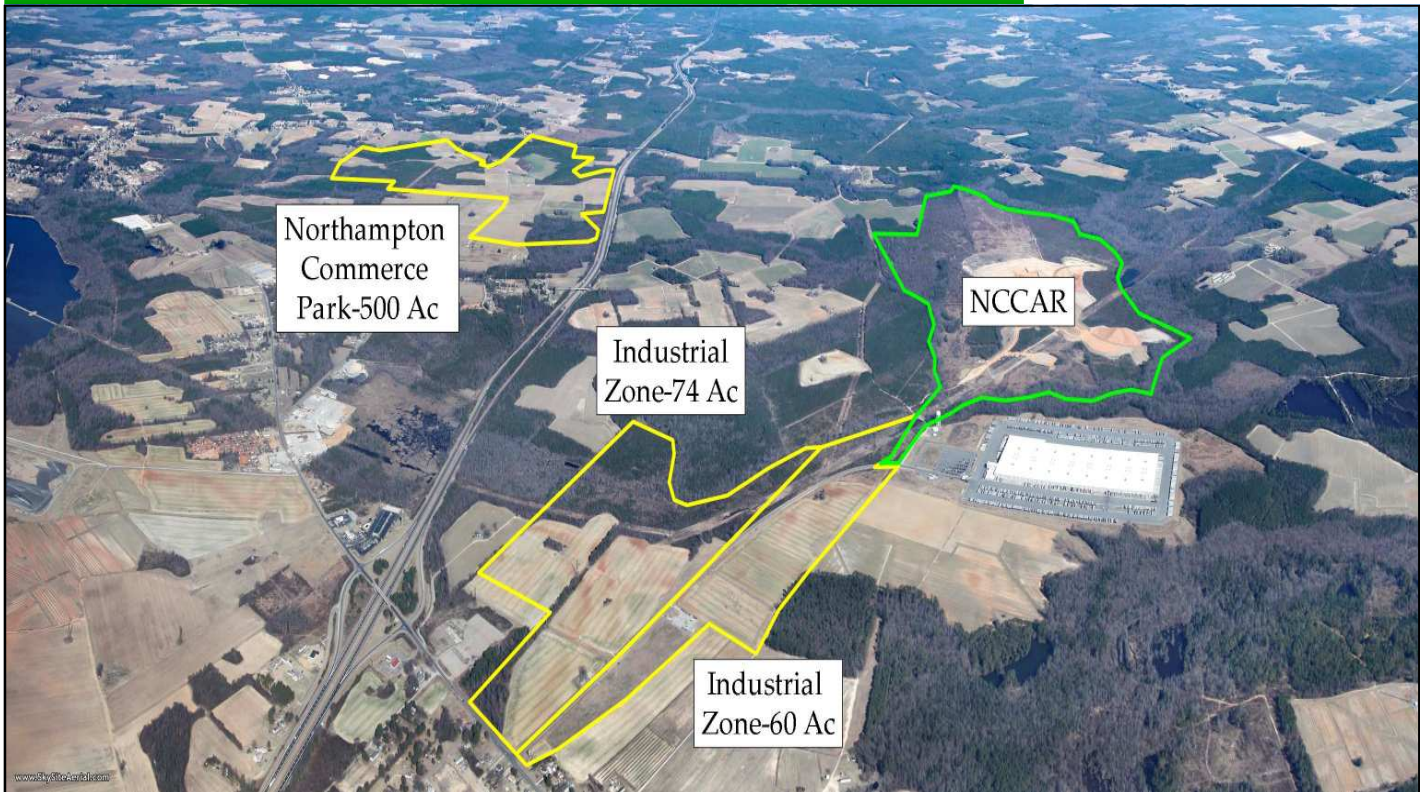 Northampton
Commerce
Park-500 Ac
Industrial
Zone-74 Ac
NCCAR
Industrial
Zone-60 Ac
www.SkySiteAerial.com